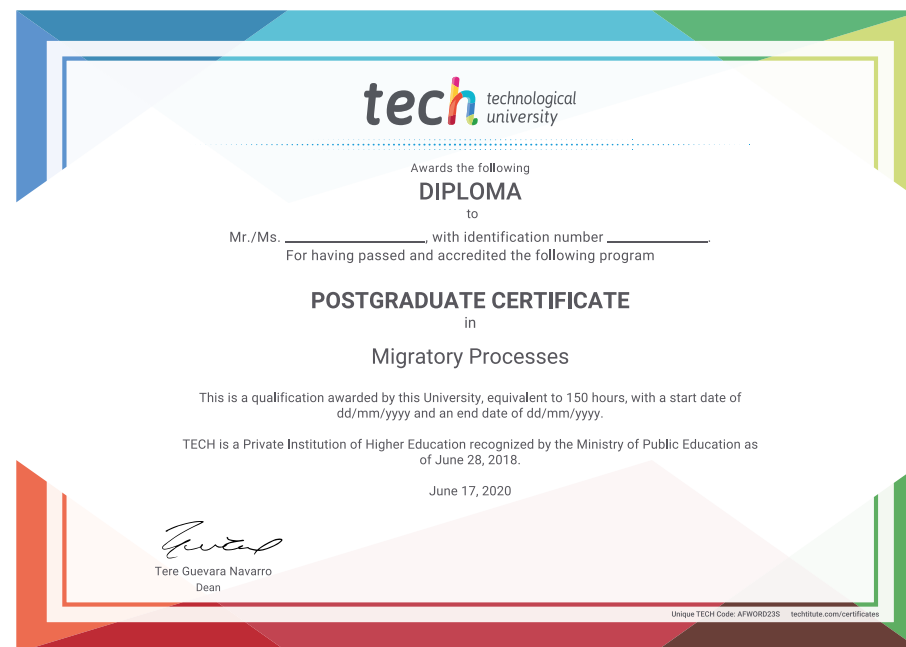 tech technological
university
Awards the following
DIPLOMA
to
Mr./Ms. ____________________, with identification number ______________.
For having passed and accredited the following program
POSTGRADUATE CERTIFICATE
in
Migratory Processes
This is a qualification awarded by this University, equivalent to 150 hours, with a start date of
dd/mm/yyyy and an end date of dd/mm/yyyy.
TECH is a Private Institution of Higher Education recognized by the Ministry of Public Education as
of June 28, 2018.
June 17, 2020
Tere Guevara Navarro
Dean
Unique TECH Code: AFWORD23S techtitute.com/certificates